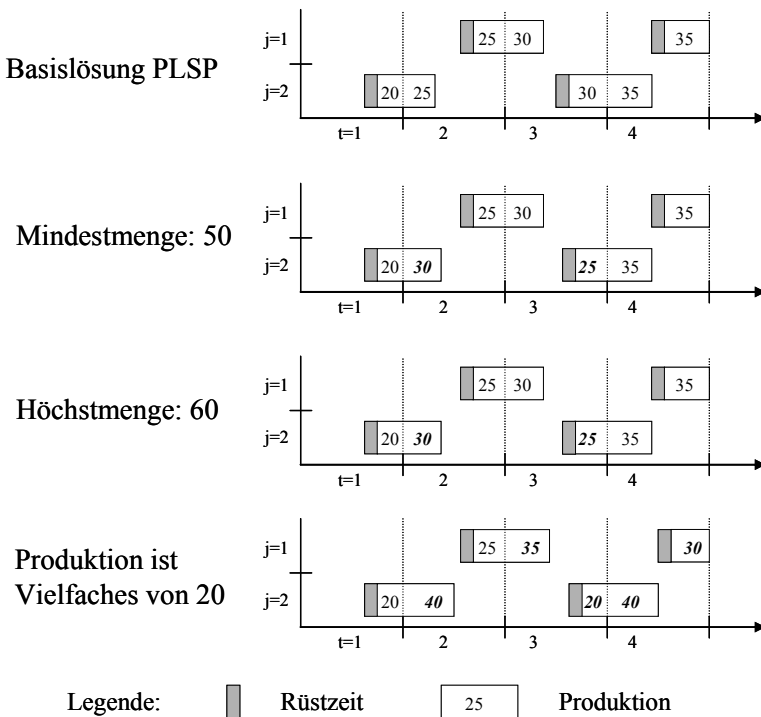 j=1 25 30 35
Basislösung PLSP
j=2 20 25 30 35
t=1 2 3 4
j=1 25 30 35
Mindestmenge: 50
j=2 20 30 25 35
t=1 2 3 4
j=1 25 30 35
Höchstmenge: 60
j=2 20 30 25 35
t=1 2 3 4
j=1 25 35 30
Produktion ist
Vielfaches von 20
j=2 20 40 20 40
t=1 2 3 4
Legende: Rüstzeit 25 Produktion